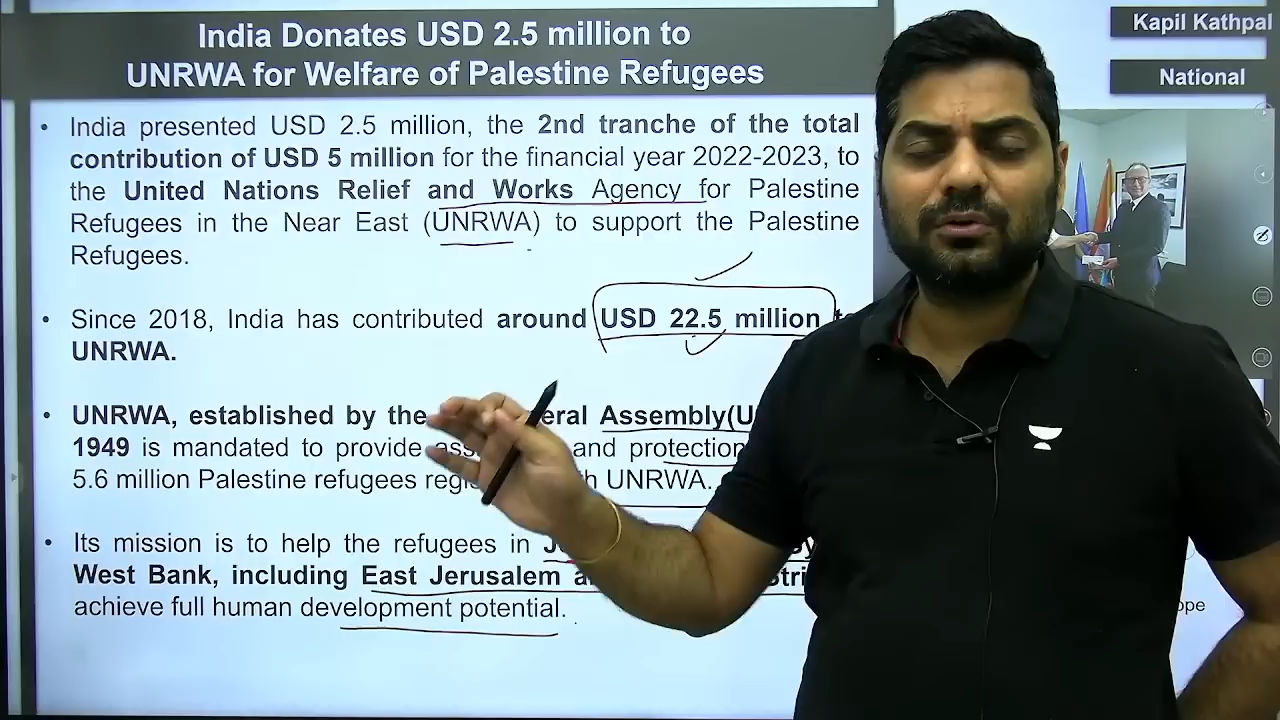 India Donates USD 2.5 million to
UNRWA for Welfare of Palestine Refugees
Kapil Kathpal
National
• India presented USD 2.5 million, the 2nd tranche of the total
contribution of USD 5 million for the financial year 2022-2023, to
the United Nations Relief and Works Agency for Palestine
Refugees in the Near East (UNRWA) to support the Palestine
Refugees.
• Since 2018, India has contributed around USD 22.5 million
UNRWA.
• UNRWA, established by the Assembly(U
1949 is mandated to provide and protection
5.6 million Palestine refugees UNRWA.
• Its mission is to help the refugees in
West Bank, including East Jerusalem
achieve full human development potential.